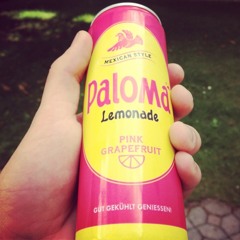 MEXICAN STYLE
Paloma
Lemonade
PINK
GRAPEFRUIT
GUT GEKÜHLT GENIESSEN!